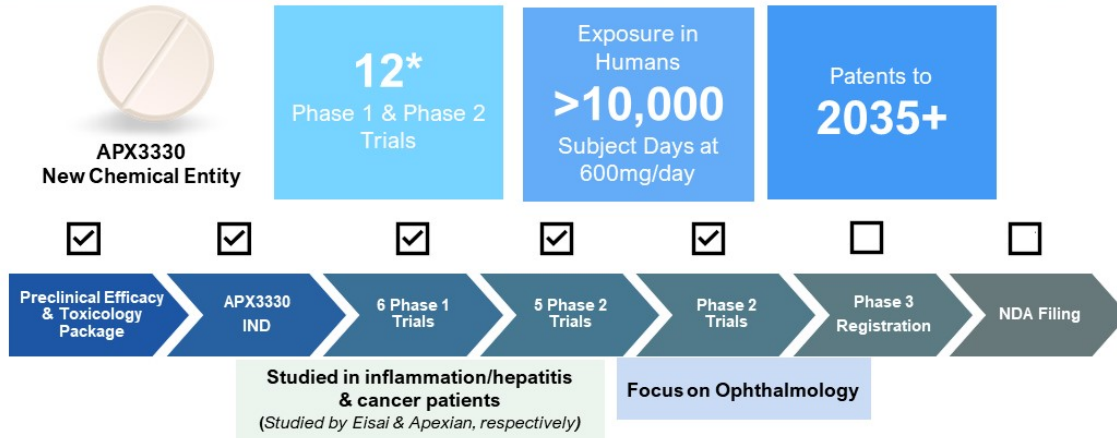 APX3330
New Chemical Entity
12*
Phase 1 & Phase 2
Trials
Exposure in
Humans
>10,000
Subject Days at
600mg/day
Patents to
2035+
Preclinical Efficacy
& Toxicology
Package
APX3330
IND
6 Phase 1
Trials
5 Phase 2
Trials
Phase 2
Trials
Phase 3
Registration
NDA Filing
Studied in inflammation/hepatitis
& cancer patients
(Studied by Eisai & Apexian, respectively)
Focus on Ophthalmology